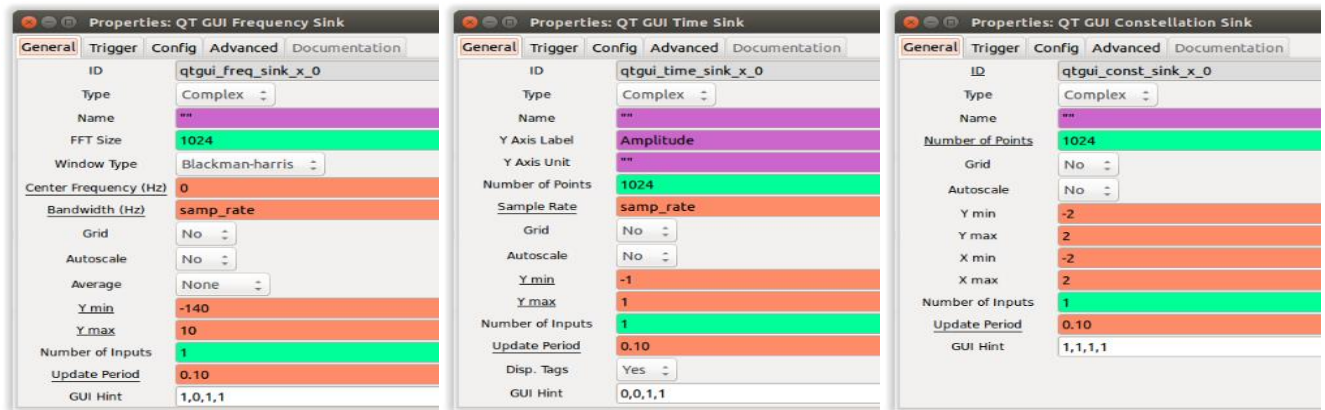 Properties: QT GUI Frequency Sink
General Trigger Config Advanced Documentation
ID qtgui_freq_sink_x_0
Type Complex
Name ""
FFT Size 1024
Window Type Blackman-harris
Center Frequency (Hz) 0
Bandwidth (Hz) samp_rate
Grid No
Autoscale No
Average None
Y min -140
Y max 10
Number of Inputs 1
Update Period 0.10
GUI Hint 1,0,1,1
Properties: QT GUI Time Sink
General Trigger Config Advanced Documentation
ID qtgui_time_sink_x_0
Type Complex
Name ""
Y Axis Label Amplitude
Y Axis Unit ""
Number of Points 1024
Sample Rate samp_rate
Grid No
Autoscale No
Y min -1
Y max 1
Number of Inputs 1
Update Period 0.10
Disp. Tags Yes
GUI Hint 0,0,1,1
Properties: QT GUI Constellation Sink
General Trigger Config Advanced Documentation
ID qtgui_const_sink_x_0
Type Complex
Name ""
Number of Points 1024
Grid No
Autoscale No
Y min -2
Y max 2
X min -2
X max 2
Number of Inputs 1
Update Period 0.10
GUI Hint 1,1,1,1